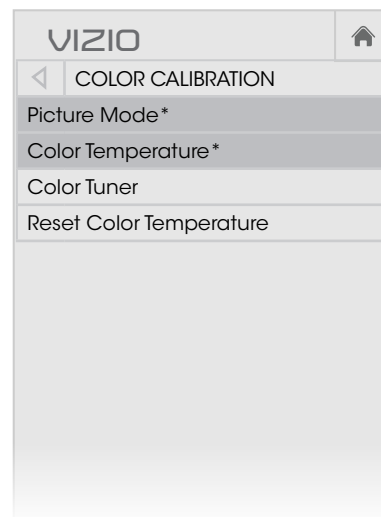 VIZIO
COLOR CALIBRATION
Picture Mode*
Color Temperature*
Color Tuner
Reset Color Temperature